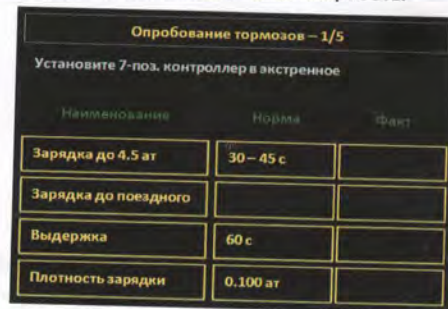 Опробование тормозов – 1/5
Установите 7-поз. контроллер в экстренное
Наименование Норма Факт
Зарядка до 4.5 ат 30 – 45 с
Зарядка до поездного
Выдержка 60 с
Плотность зарядки 0.100 ат